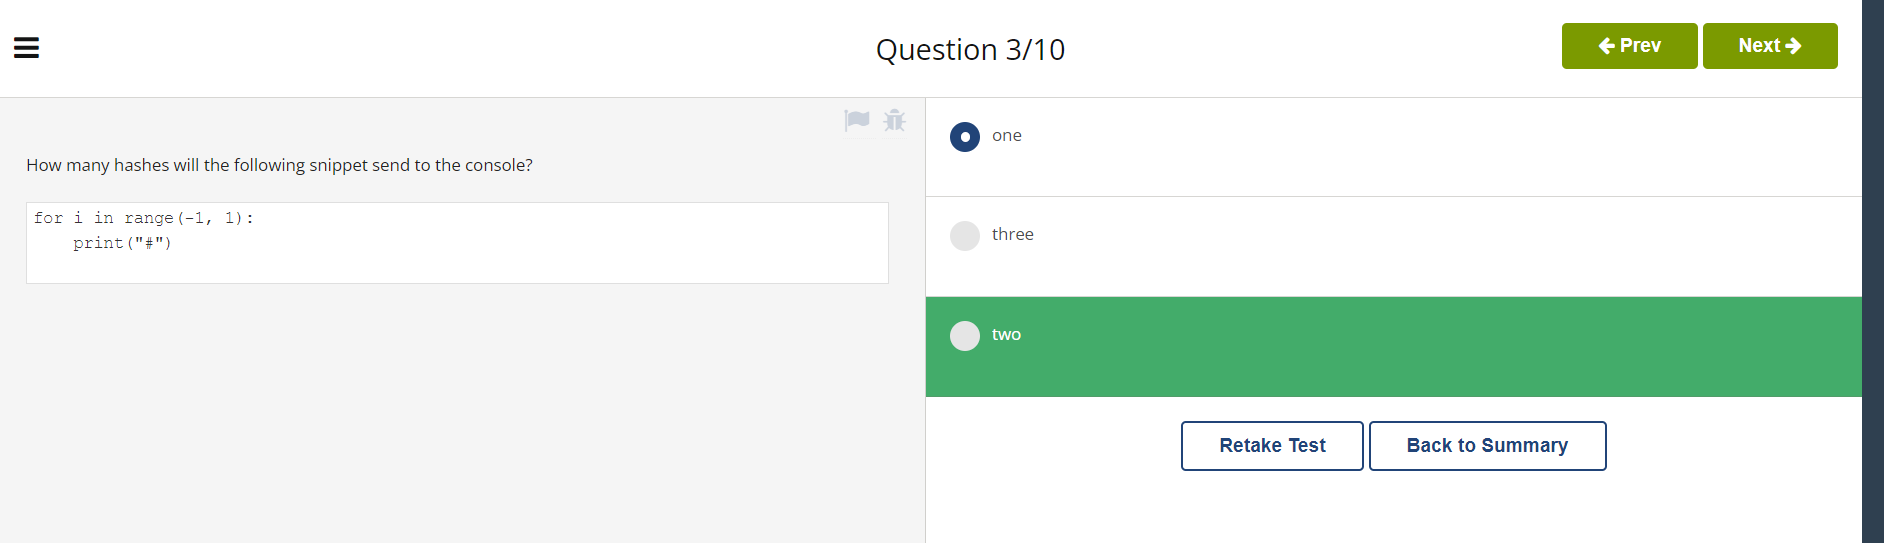 Question 3/10
Prev
Next
How many hashes will the following snippet send to the console?
for i in range(-1, 1):
    print("#")
one
three
two
Retake Test
Back to Summary